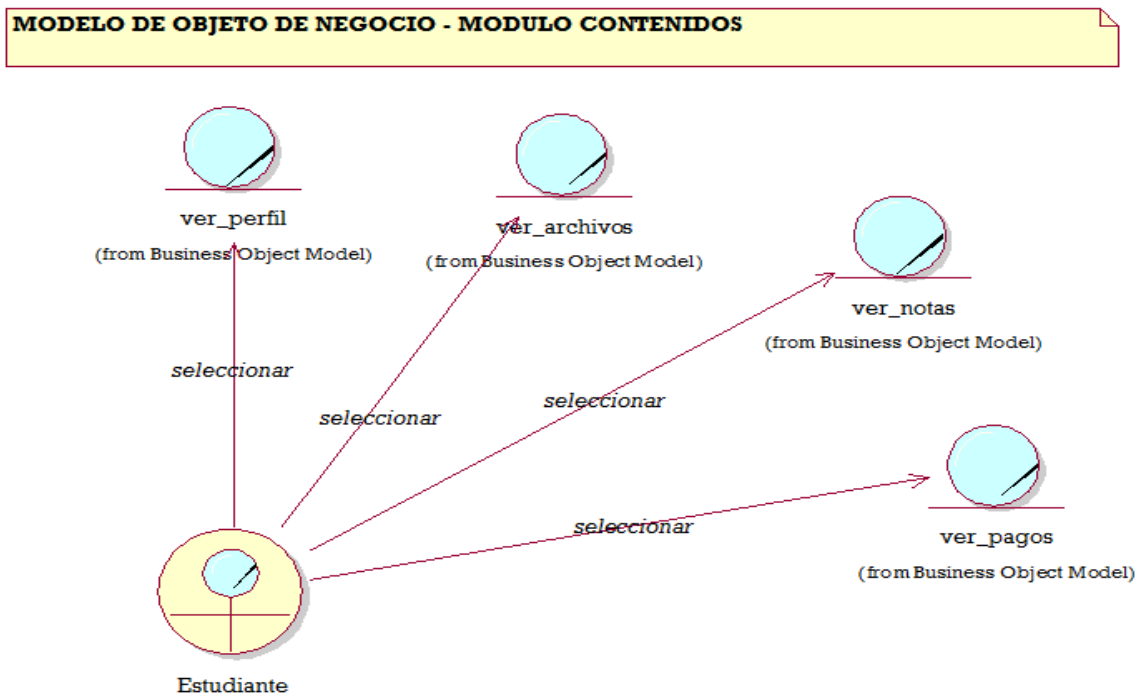 MODELO DE OBJETO DE NEGOCIO - MODULO CONTENIDOS
ver_perfil
(from Business Object Model)
ver_archivos
(from Business Object Model)
ver_notas
(from Business Object Model)
seleccionar
seleccionar
seleccionar
seleccionar
ver_pagos
(from Business Object Model)
Estudiante